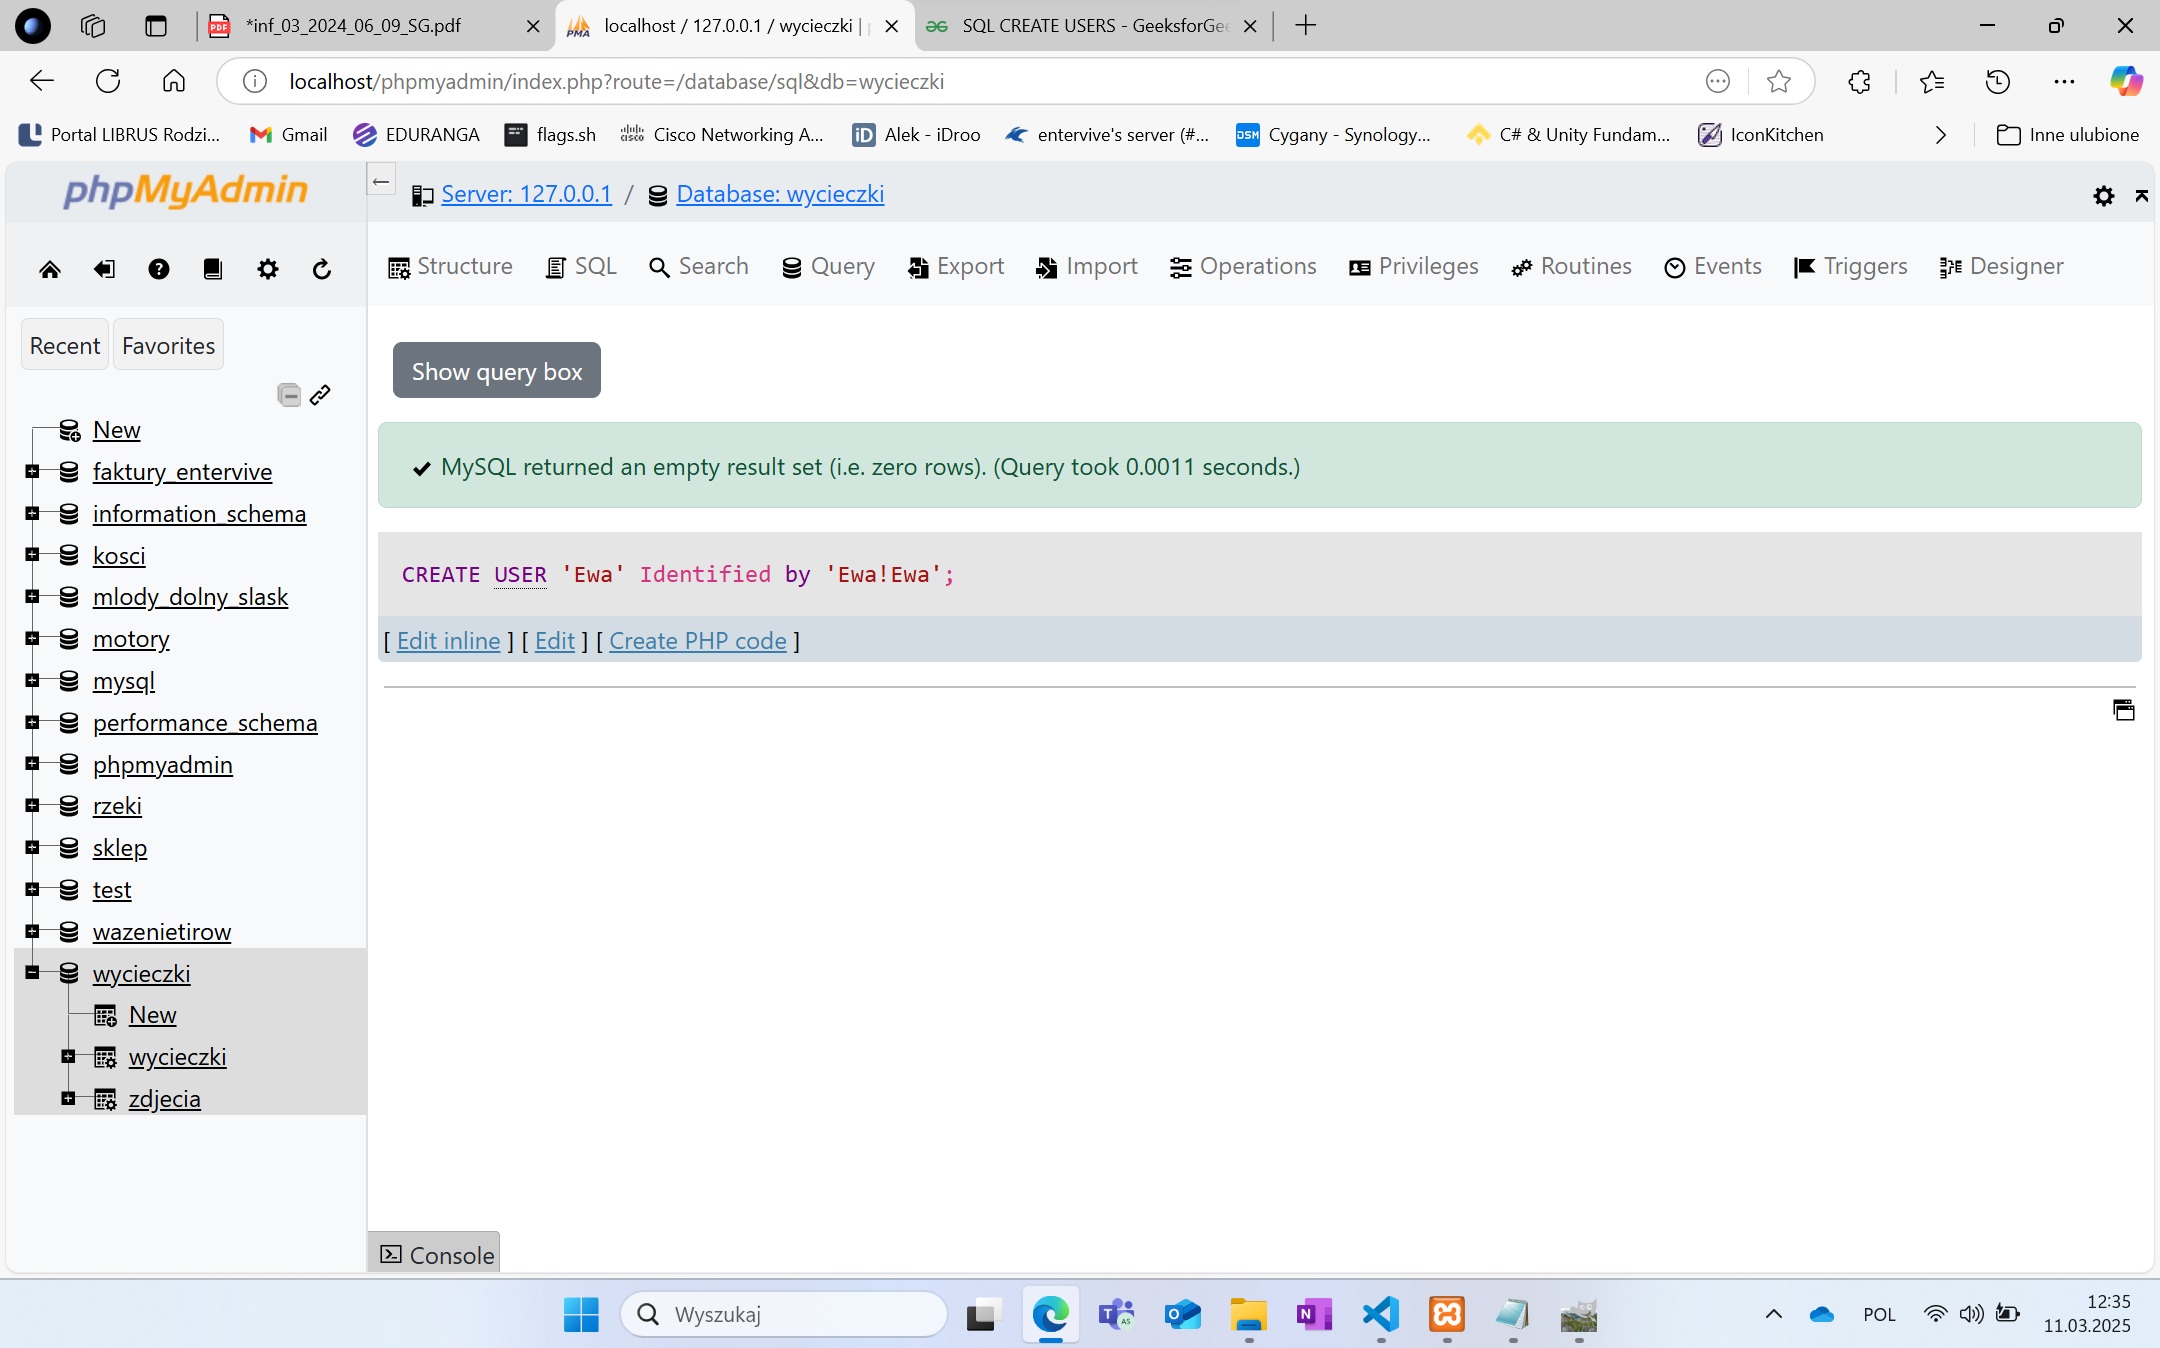 *inf_03_2024_06_09_SG.pdf
localhost / 127.0.0.1 / wycieczki |
SQL CREATE USERS - GeeksforGe
localhost/phpmyadmin/index.php?route=/database/sql&db=wycieczki
Portal LIBRUS Rodzi...
Gmail
EDURANGA
flags.sh
Cisco Networking A...
Alek - iDroo
entervive's server (#...
Cygany - Synology...
C# & Unity Fundam...
IconKitchen
Inne ulubione
phpMyAdmin
Server: 127.0.0.1 / Database: wycieczki
Structure
SQL
Search
Query
Export
Import
Operations
Privileges
Routines
Events
Triggers
Designer
Recent
Favorites
New
faktury_entervive
information_schema
kosci
mlody_dolny_slask
motory
mysql
performance_schema
phpmyadmin
rzeki
sklep
test
wazenietirow
wycieczki
New
wycieczki
zdjecia
Show query box
MySQL returned an empty result set (i.e. zero rows). (Query took 0.0011 seconds.)
CREATE USER 'Ewa' Identified by 'Ewa!Ewa';
[ Edit inline ] [ Edit ] [ Create PHP code ]
Console
Wyszukaj
POL
12:35
11.03.2025